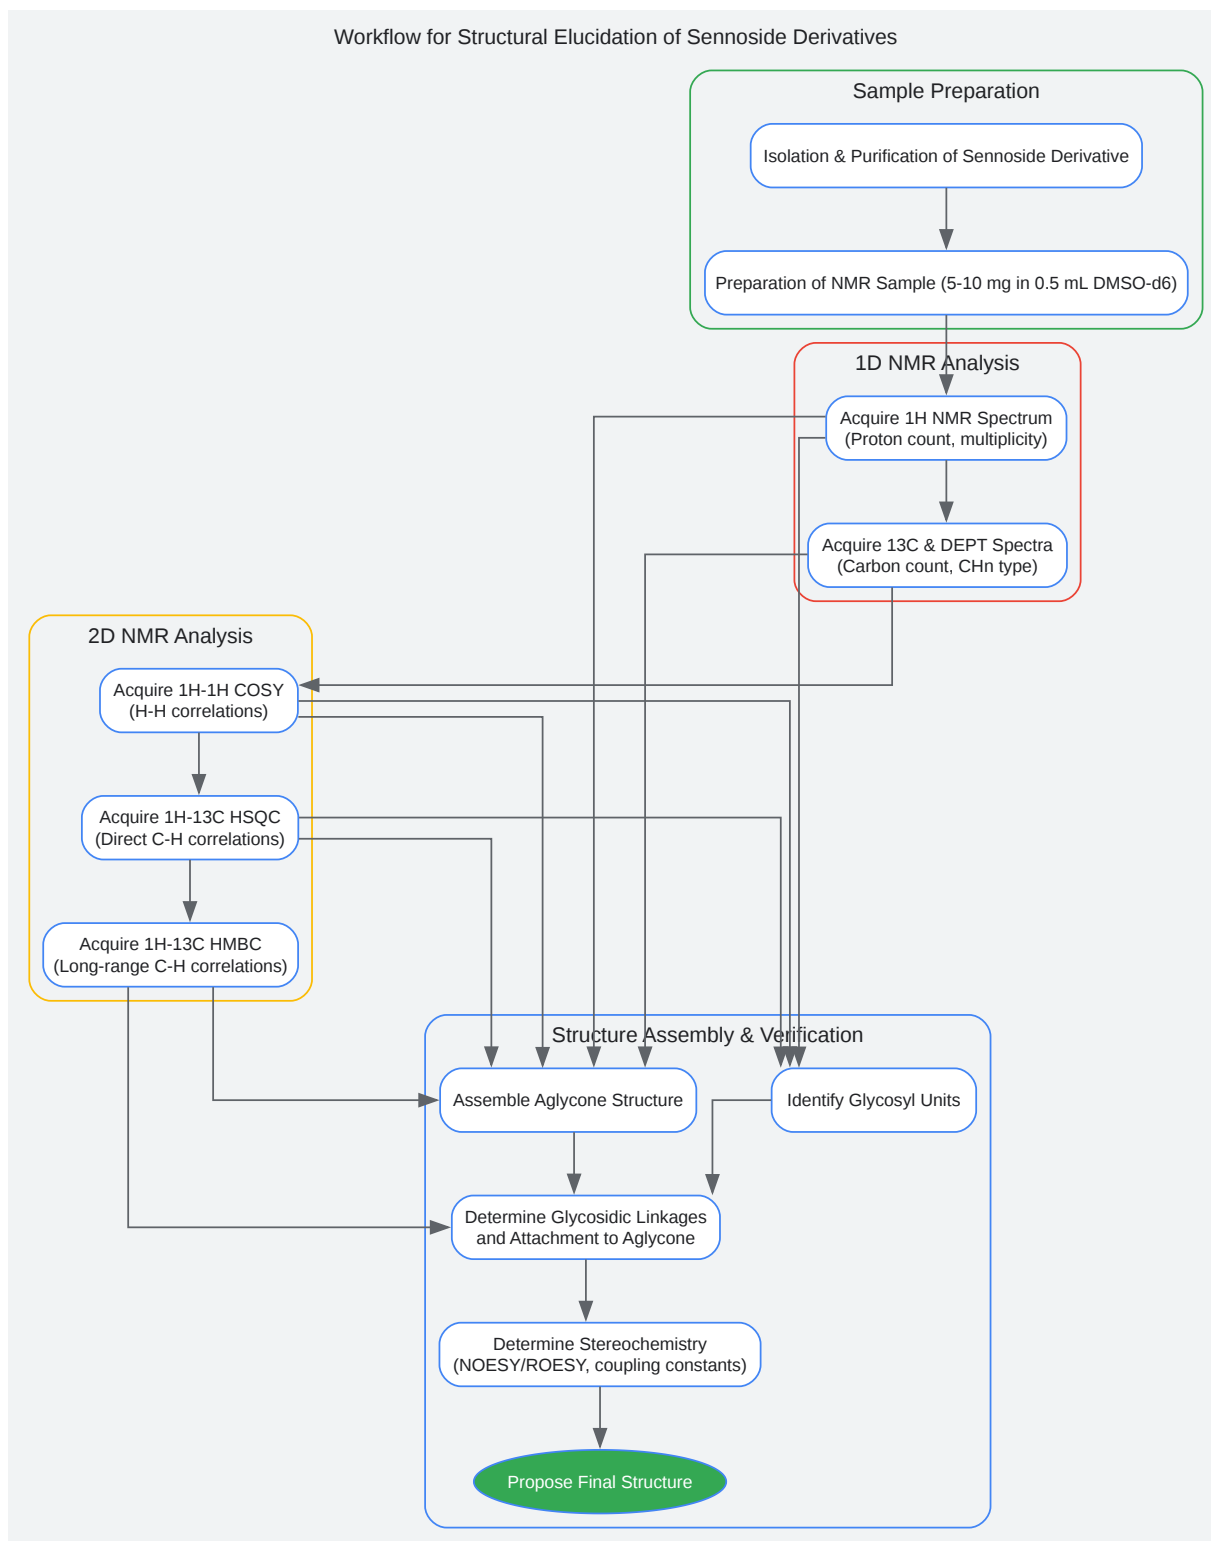 Workflow for Structural Elucidation of Sennoside Derivatives
Sample Preparation
Isolation & Purification of Sennoside Derivative
Preparation of NMR Sample (5-10 mg in 0.5 mL DMSO-d6)
1D NMR Analysis
Acquire 1H NMR Spectrum
(Proton count, multiplicity)
Acquire 13C & DEPT Spectra
(Carbon count, CHn type)
2D NMR Analysis
Acquire 1H-1H COSY
(H-H correlations)
Acquire 1H-13C HSQC
(Direct C-H correlations)
Acquire 1H-13C HMBC
(Long-range C-H correlations)
Structure Assembly & Verification
Assemble Aglycone Structure
Identify Glycosyl Units
Determine Glycosidic Linkages
and Attachment to Aglycone
Determine Stereochemistry
(NOESY/ROESY, coupling constants)
Propose Final Structure